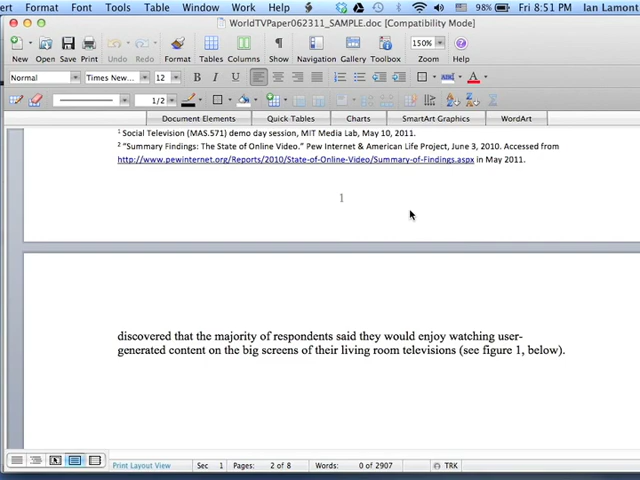 ert Format Font Tools Table Window Work Help 98% Fri 8:51 PM Ian Lamont
WorldTVPaper062311_SAMPLE.doc [Compatibility Mode]
150%
New Open Save Print Undo Redo Format Tables Columns Show Navigation Gallery Toolbox Zoom Help
Normal Times New... 12 B I U A
1/2
Document Elements Quick Tables Charts SmartArt Graphics WordArt
1 Social Television (MAS.571) demo day session, MIT Media Lab, May 10, 2011.
2 "Summary Findings: The State of Online Video." Pew Internet & American Life Project, June 3, 2010. Accessed from
http://www.pewinternet.org/Reports/2010/State-of-Online-Video/Summary-of-Findings.aspx in May 2011.
1
discovered that the majority of respondents said they would enjoy watching user-
generated content on the big screens of their living room televisions (see figure 1, below).
Print Layout View Sec 1 Pages: 2 of 8 Words: 0 of 2907 TRK